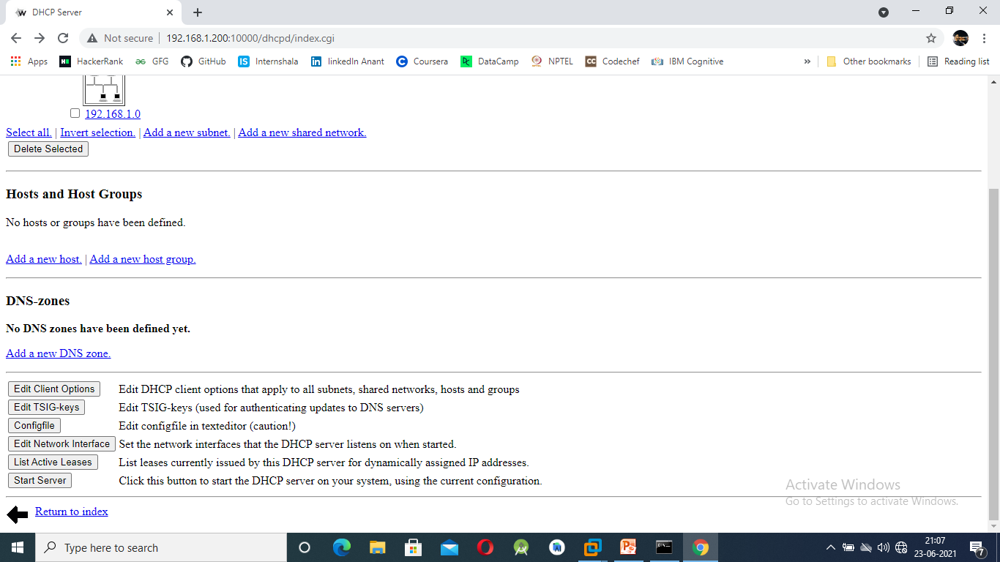 DHCP Server
Not secure
192.168.1.200:10000/dhcpd/index.cgi
Apps HackerRank GFG GitHub Internshala linkedIn Anant Coursera DataCamp NPTEL Codechef IBM Cognitive » Other bookmarks Reading list
192.168.1.0
Select all. | Invert selection. | Add a new subnet. | Add a new shared network.
Delete Selected
Hosts and Host Groups
No hosts or groups have been defined.
Add a new host. | Add a new host group.
DNS-zones
No DNS zones have been defined yet.
Add a new DNS zone.
Edit Client Options Edit DHCP client options that apply to all subnets, shared networks, hosts and groups
Edit TSIG-keys Edit TSIG-keys (used for authenticating updates to DNS servers)
Configfile Edit configfile in texteditor (caution!)
Edit Network Interface Set the network interfaces that the DHCP server listens on when started.
List Active Leases List leases currently issued by this DHCP server for dynamically assigned IP addresses.
Start Server Click this button to start the DHCP server on your system, using the current configuration.
Activate Windows
Go to Settings to activate Windows.
Return to index
Type here to search
21:07
23-06-2021
7